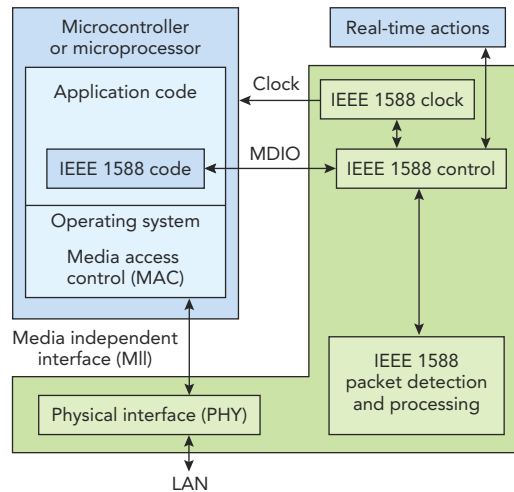 Microcontroller
or microprocessor
Real-time actions
Application code
Clock
IEEE 1588 clock
IEEE 1588 code
MDIO
IEEE 1588 control
Operating system
Media access
control (MAC)
Media independent
interface (Mll)
IEEE 1588
packet detection
and processing
Physical interface (PHY)
LAN